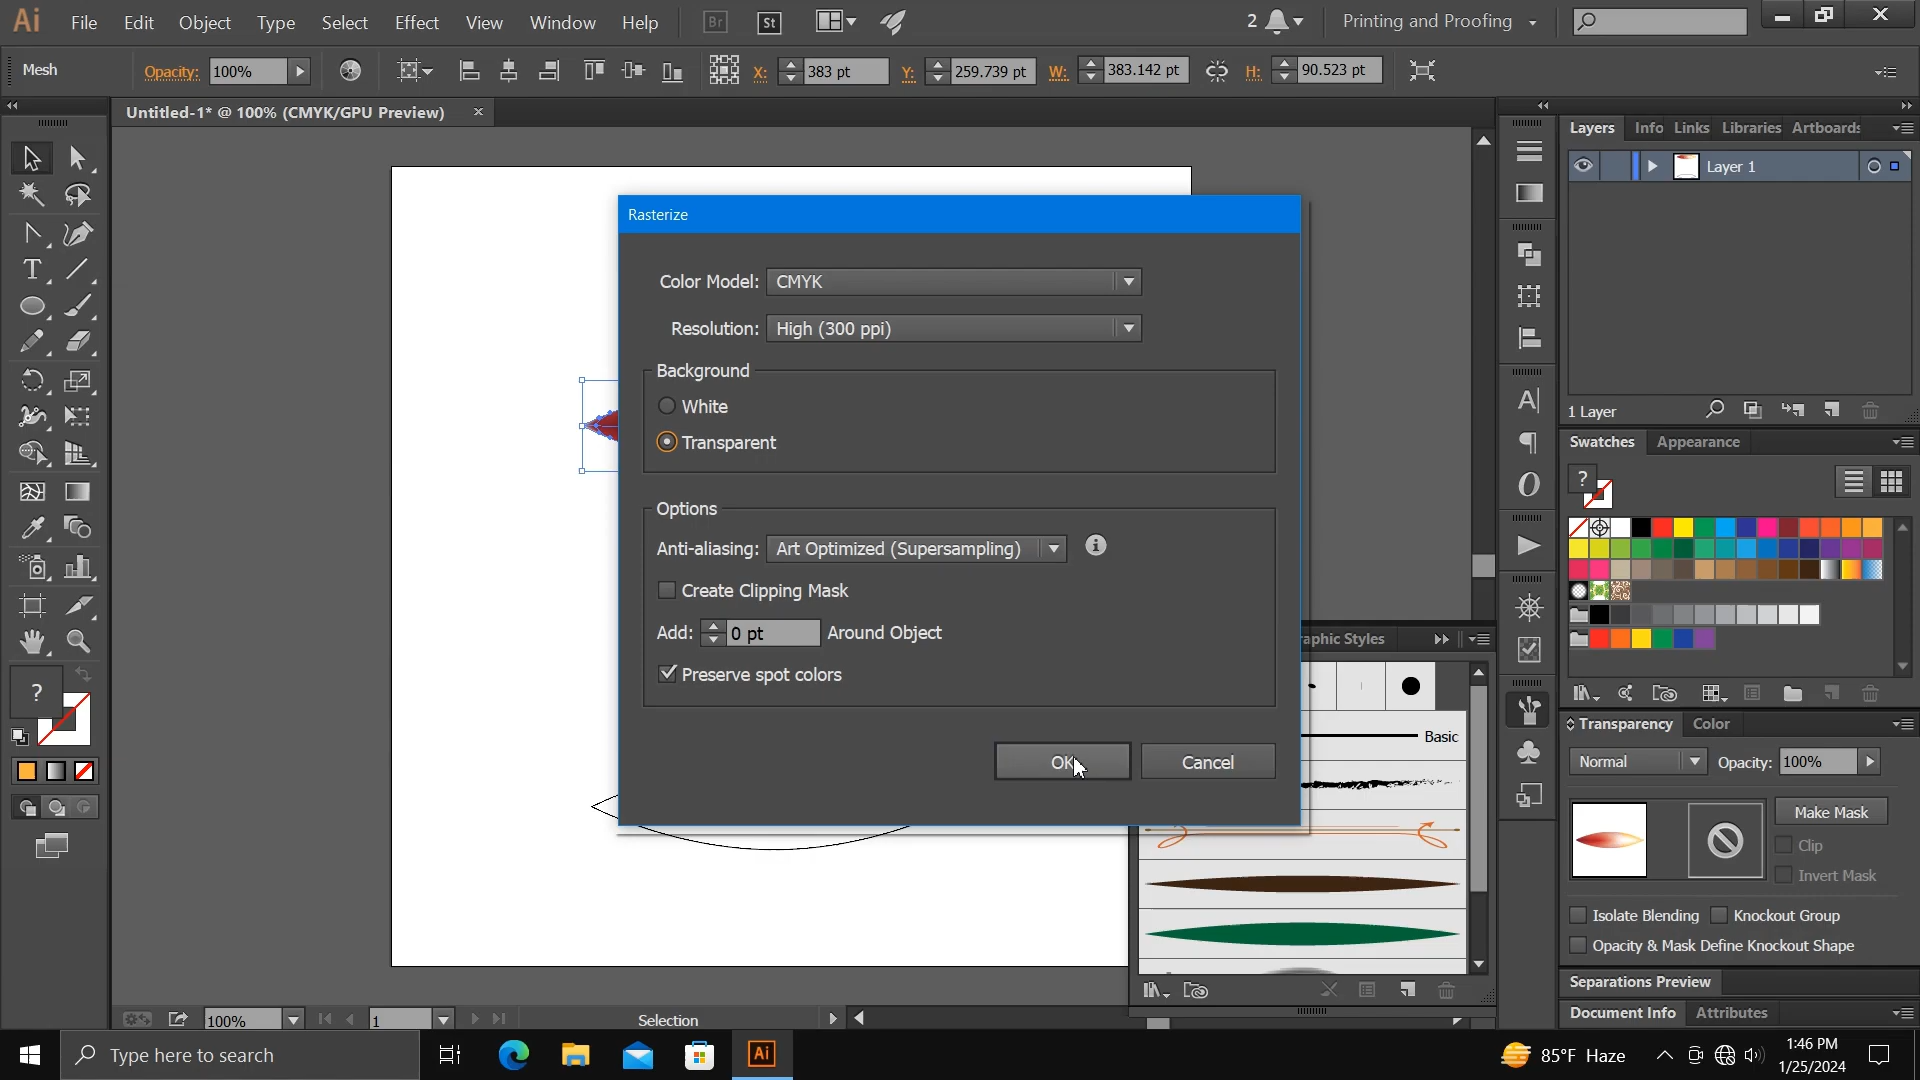 Ai File Edit Object Type Select Effect View Window Help Br St 2 Printing and Proofing
Mesh Opacity: 100% X: 383 pt Y: 259.739 pt W: 383.142 pt H: 90.523 pt
Untitled-1* @ 100% (CMYK/GPU Preview)
Layers Info Links Libraries Artboards
Layer 1
1 Layer
Rasterize
Color Model: CMYK
Resolution: High (300 ppi)
Background
White
Transparent
Options
Anti-aliasing: Art Optimized (Supersampling)
Create Clipping Mask
Add: 0 pt Around Object
Preserve spot colors
OK Cancel
Swatches Appearance
raphic Styles
Basic
Transparency Color
Normal Opacity: 100%
Make Mask
Clip
Invert Mask
Isolate Blending Knockout Group
Opacity & Mask Define Knockout Shape
Separations Preview
Document Info Attributes
100% 1 Selection
Type here to search
Ai
85°F Haze
1:46 PM
1/25/2024